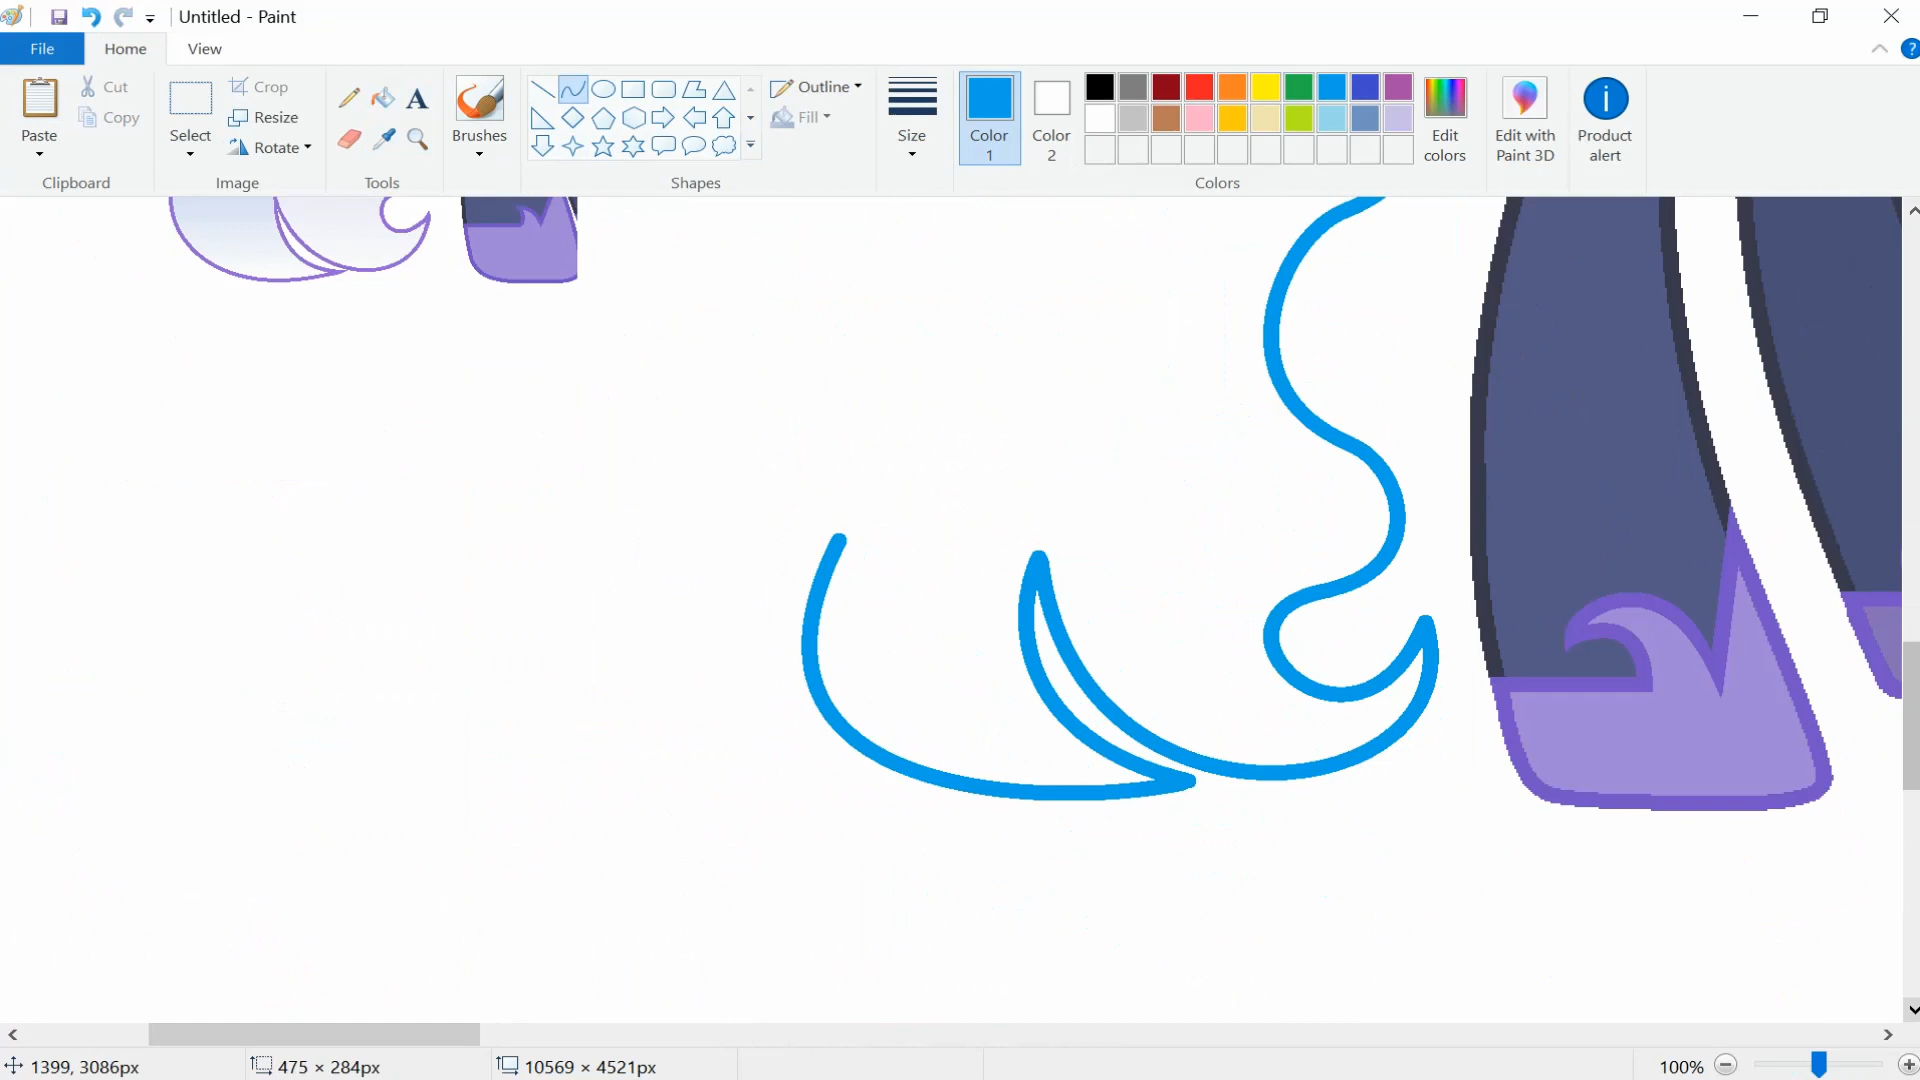 Untitled - Paint
File Home View
Paste
Cut
Copy
Clipboard
Select
Crop
Resize
Rotate
Image
A
Tools
Brushes
Shapes
Outline
Fill
Size
Color 1
Color 2
Colors
Edit colors
Edit with Paint 3D
Product alert
?
1399, 3086px
475 × 284px
10569 × 4521px
100%